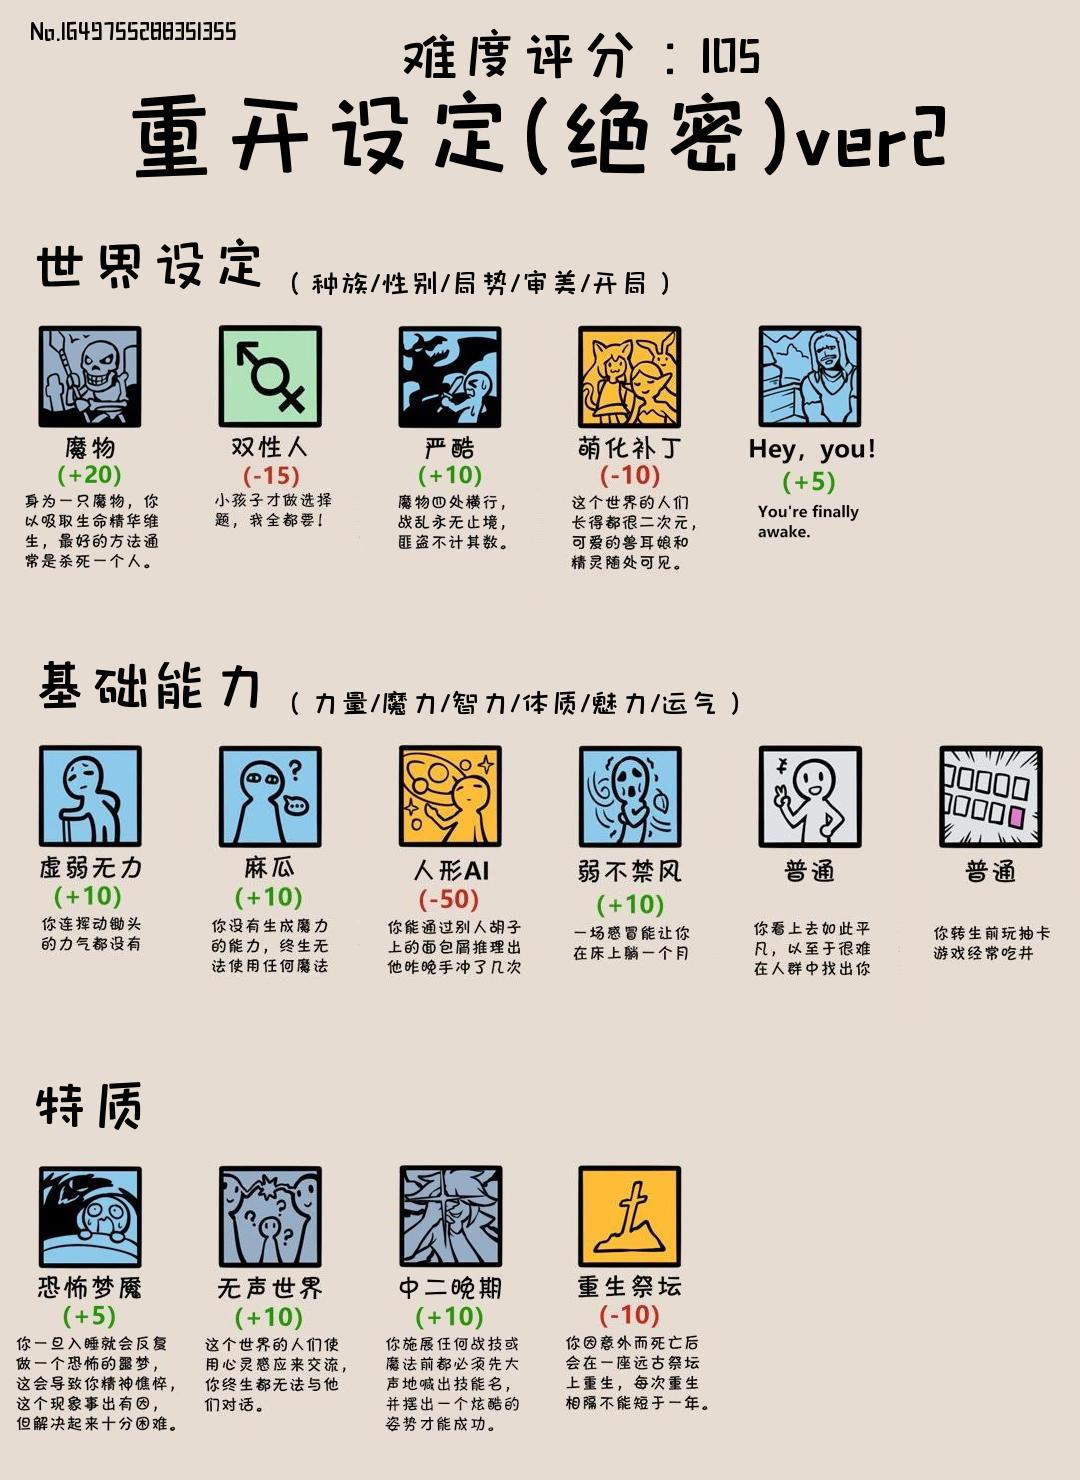 No.1649755288351355
难度评分：105
重开设定(绝密)ver2
世界设定 (种族/性别/局势/审美/开局)
魔物
(+20)
身为一只魔物，你
以吸取生命精华维
生，最好的方法通
常是杀死一个人。
双性人
(-15)
小孩子才做选择
题，我全都要！
严酷
(+10)
魔物四处横行，
战乱永无止境，
匪盗不计其数。
萌化补丁
(-10)
这个世界的人们
长得都很二次元，
可爱的兽耳娘和
精灵随处可见。
Hey, you!
(+5)
You're finally
awake.
基础能力 (力量/魔力/智力/体质/魅力/运气)
虚弱无力
(+10)
你连挥动锄头
的力气都没有
麻瓜
(+10)
你没有生成魔力
的能力，终生无
法使用任何魔法
人形AI
(-50)
你能通过别人胡子
上的面包屑推理出
他昨晚手冲了几次
弱不禁风
(+10)
一场感冒能让你
在床上躺一个月
普通
你看上去如此平
凡，以至于很难
在人群中找出你
普通
你转生前玩抽卡
游戏经常吃井
特质
恐怖梦魇
(+5)
你一旦入睡就会反复
做一个恐怖的噩梦，
这会导致你精神憔悴，
这个现象事出有因，
但解决起来十分困难。
无声世界
(+10)
这个世界的人们使
用心灵感应来交流，
你终生都无法与他
们对话。
中二晚期
(+10)
你施展任何战技或
魔法前都必须先大
声地喊出技能名，
并摆出一个炫酷的
姿势才能成功。
重生祭坛
(-10)
你因意外而死亡后
会在一座远古祭坛
上重生，每次重生
相隔不能短于一年。